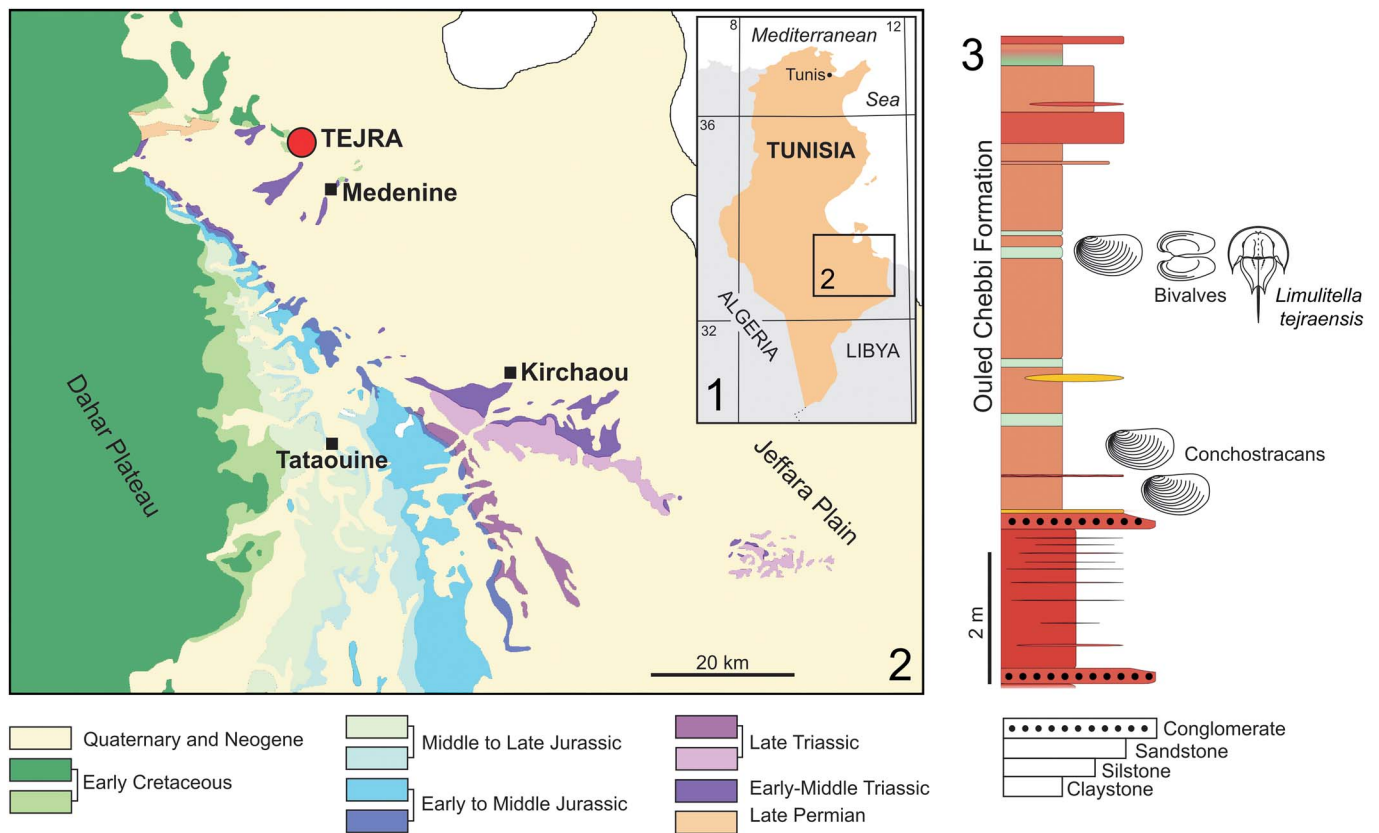 TEJRA
Medenine
Kirchaou
Tataouine
Dahar Plateau
Jeffara Plain
20 km
2
8
12
Mediterranean
Tunis
Sea
36
TUNISIA
2
32
ALGERIA
LIBYA
1
3
Ouled Chebbi Formation
Bivalves
Limulitella
tejraensis
Conchostracans
2 m
Conglomerate
Sandstone
Silstone
Claystone
Quaternary and Neogene
Early Cretaceous
Middle to Late Jurassic
Early to Middle Jurassic
Late Triassic
Early-Middle Triassic
Late Permian